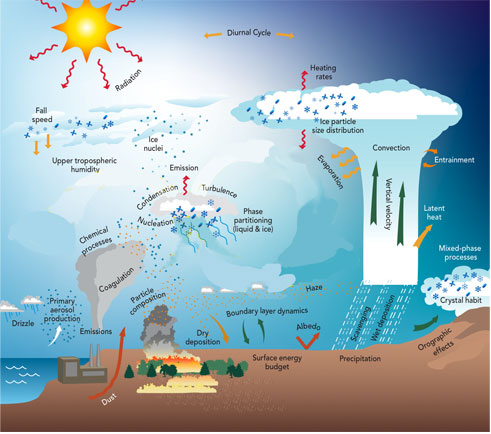 Diurnal Cycle
Radiation
Heating
rates
Fall
speed
Ice
nuclei
Ice particle
size distribution
Upper tropospheric
humidity
Emission
Convection
Evaporation
Entrainment
Condensation
Turbulence
Nucleation
Phase
partitioning
(liquid & ice)
Vertical velocity
Latent
heat
Chemical
processes
Coagulation
Mixed-phase
processes
Crystal habit
Particle
composition
Haze
Primary
aerosol
production
Drizzle
Emissions
Boundary layer dynamics
Dry
deposition
Albedo
Scavenging
Wet deposition
Surface energy
budget
Precipitation
Orographic
effects
Dust